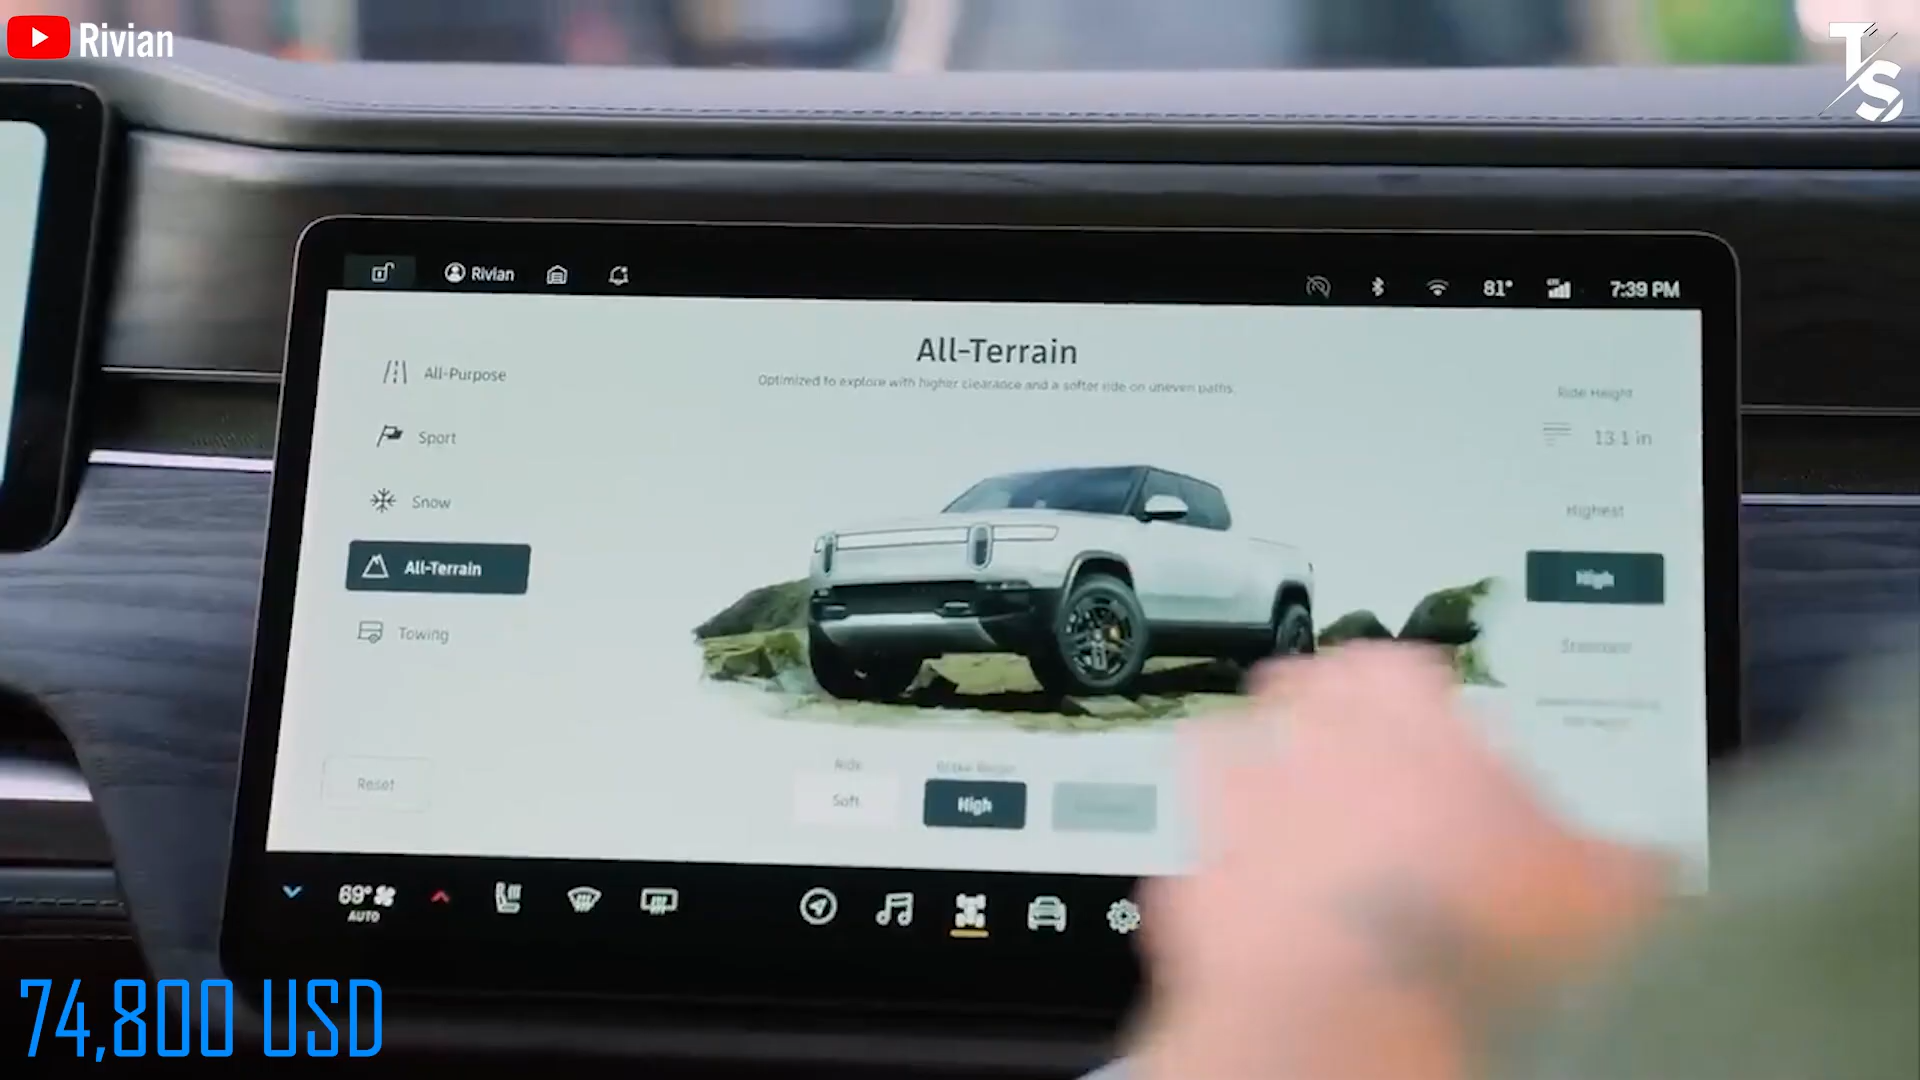 Rivian
TS
Rivian
81°
7:39 PM
All-Terrain
Optimized to explore with higher clearance and a softer ride on uneven paths.
All-Purpose
Sport
Snow
All-Terrain
Towing
Reset
Ride Height
13.1 in
Highest
High
Standard
Ride
Soft
High
69°
AUTO
74,800 USD